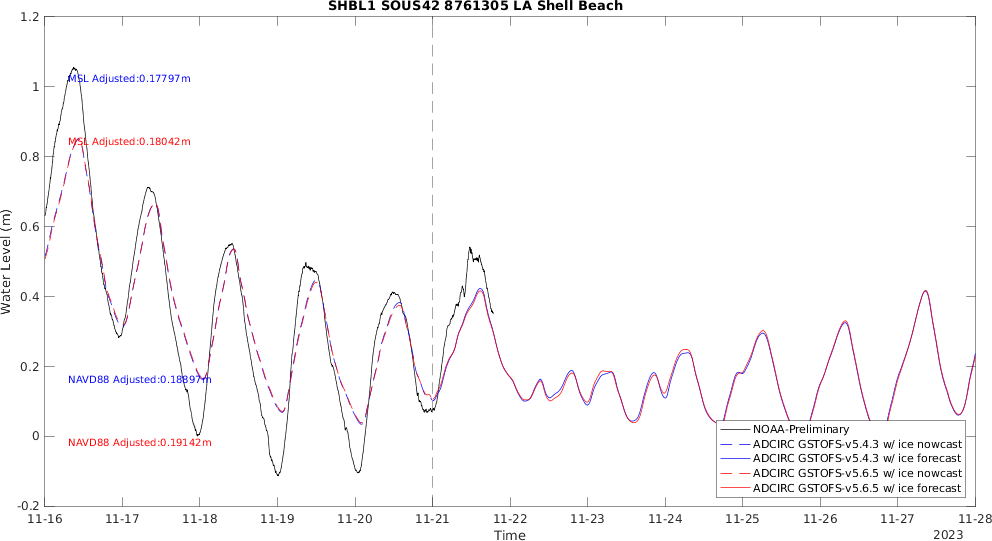 SHBL1 SOUS42 8761305 LA Shell Beach
1.2
1
0.8
0.6
0.4
0.2
0
-0.2
Water Level (m)
MSL Adjusted:0.17797m
MSL Adjusted:0.18042m
NAVD88 Adjusted:0.18897m
NAVD88 Adjusted:0.19142m
NOAA-Preliminary
ADCIRC GSTOFS-v5.4.3 w/ ice nowcast
ADCIRC GSTOFS-v5.4.3 w/ ice forecast
ADCIRC GSTOFS-v5.6.5 w/ ice nowcast
ADCIRC GSTOFS-v5.6.5 w/ ice forecast
11-16 11-17 11-18 11-19 11-20 11-21 11-22 11-23 11-24 11-25 11-26 11-27 11-28
Time
2023